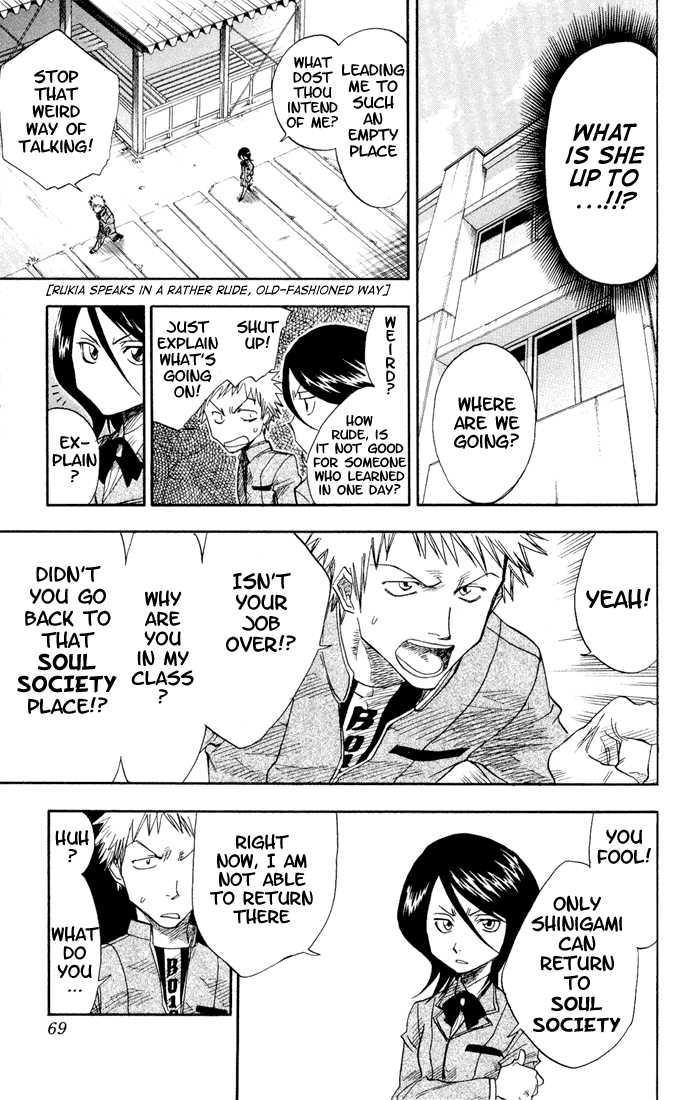 WHAT
IS SHE
UP TO
...!!?
WHERE
ARE WE
GOING?
LEADING
ME TO
SUCH
AN
EMPTY
PLACE
WHAT
DOST
THOU
INTEND
OF ME?
STOP
THAT
WEIRD
WAY OF
TALKING!
[RUKIA SPEAKS IN A RATHER RUDE, OLD-FASHIONED WAY]
WEIRD?
HOW
RUDE, IS
IT NOT GOOD
FOR SOMEONE
WHO LEARNED
IN ONE DAY?
SHUT
UP!
JUST
EXPLAIN
WHAT'S
GOING
ON!
EX-
PLAIN
?
YEAH!
ISN'T
YOUR
JOB
OVER!?
WHY
ARE
YOU
IN MY
CLASS
?
DIDN'T
YOU GO
BACK TO
THAT
SOUL
SOCIETY
PLACE!?
BO1
YOU
FOOL!
ONLY
SHINIGAMI
CAN
RETURN
TO
SOUL
SOCIETY
RIGHT
NOW, I AM
NOT ABLE
TO RETURN
THERE
HUH
?
WHAT
DO YOU
...
BO1
69